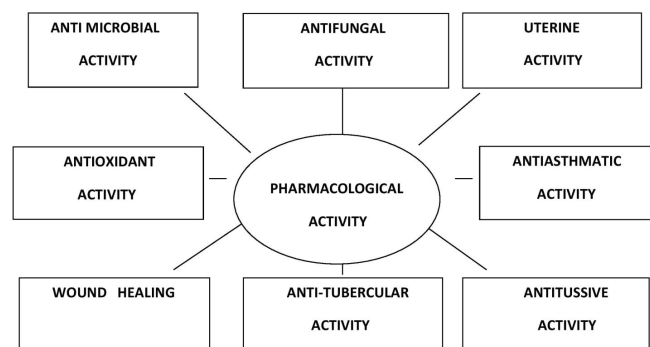 ANTI MICROBIAL
ACTIVITY
ANTIFUNGAL
ACTIVITY
UTERINE
ACTIVITY
ANTIOXIDANT
ACTIVITY
PHARMACOLOGICAL
ACTIVITY
ANTIASTHMATIC
ACTIVITY
WOUND HEALING
ANTI-TUBERCULAR
ACTIVITY
ANTITUSSIVE
ACTIVITY